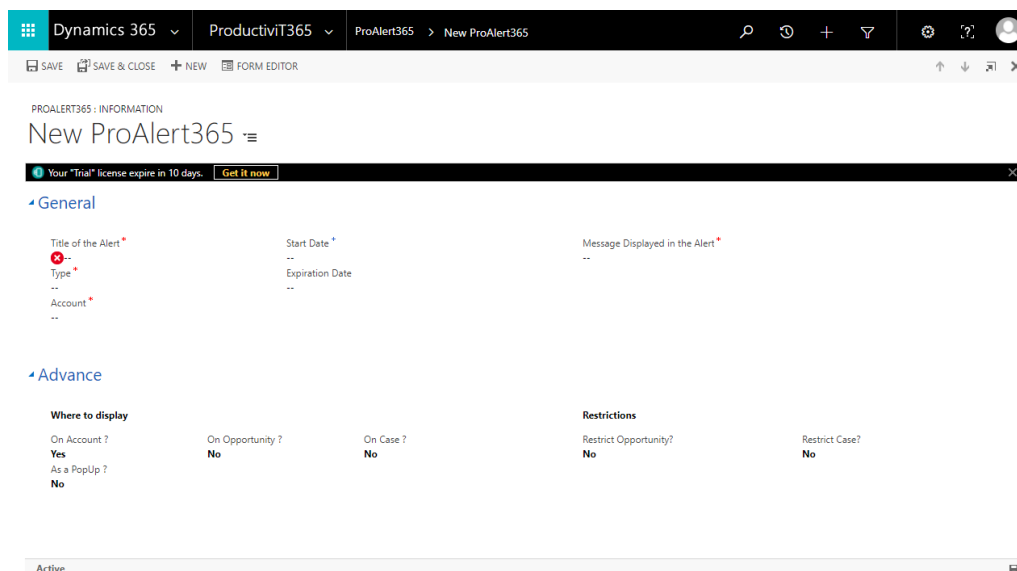 Dynamics 365 ProductiviT365 ProAlert365 > New ProAlert365
SAVE SAVE & CLOSE NEW FORM EDITOR
PROALERT365 : INFORMATION
New ProAlert365
Your "Trial" license expire in 10 days. Get it now
General
Title of the Alert* Start Date+ Message Displayed in the Alert*
-- -- --
Type* Expiration Date
-- --
Account*
--
Advance
Where to display Restrictions
On Account ? On Opportunity ? On Case ? Restrict Opportunity? Restrict Case?
Yes No No No No
As a PopUp ?
No
Active